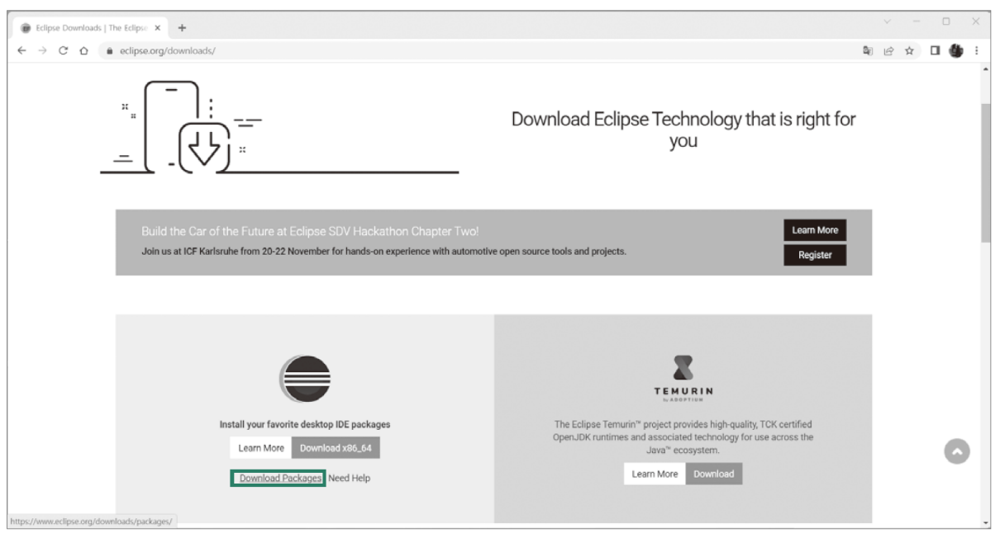 Eclipse Downloads | The Eclips
eclipse.org/downloads/
Download Eclipse Technology that is right for
you
Build the Car of the Future at Eclipse SDV Hackathon Chapter Two!
Join us at ICF Karlsruhe from 20-22 November for hands-on experience with automotive open source tools and projects.
Learn More
Register
Install your favorite desktop IDE packages
Learn More Download x86_64
Download Packages Need Help
TEMURIN
by ADOPTIUM
The Eclipse Temurin™ project provides high-quality, TCK certified
OpenJDK runtimes and associated technology for use across the
Java™ ecosystem.
Learn More Download
https://www.eclipse.org/downloads/packages/